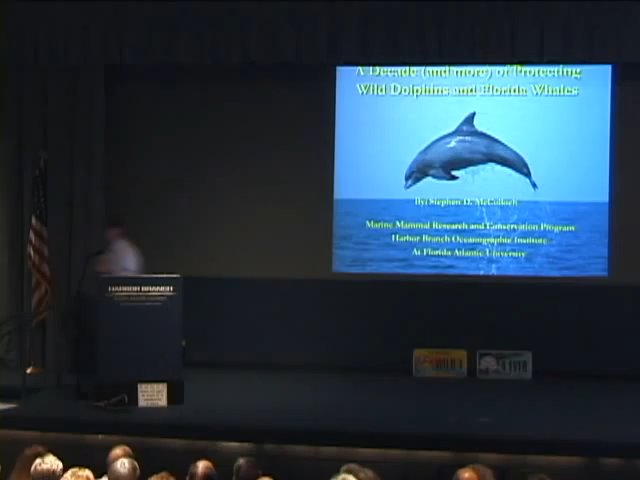 A Decade (and more) of Protecting
Wild Dolphins and Florida Whales
By: Stephen D. McCulloch
Marine Mammal Research and Conservation Program
Harbor Branch Oceanographic Institute
At Florida Atlantic University
HARBOR BRANCH